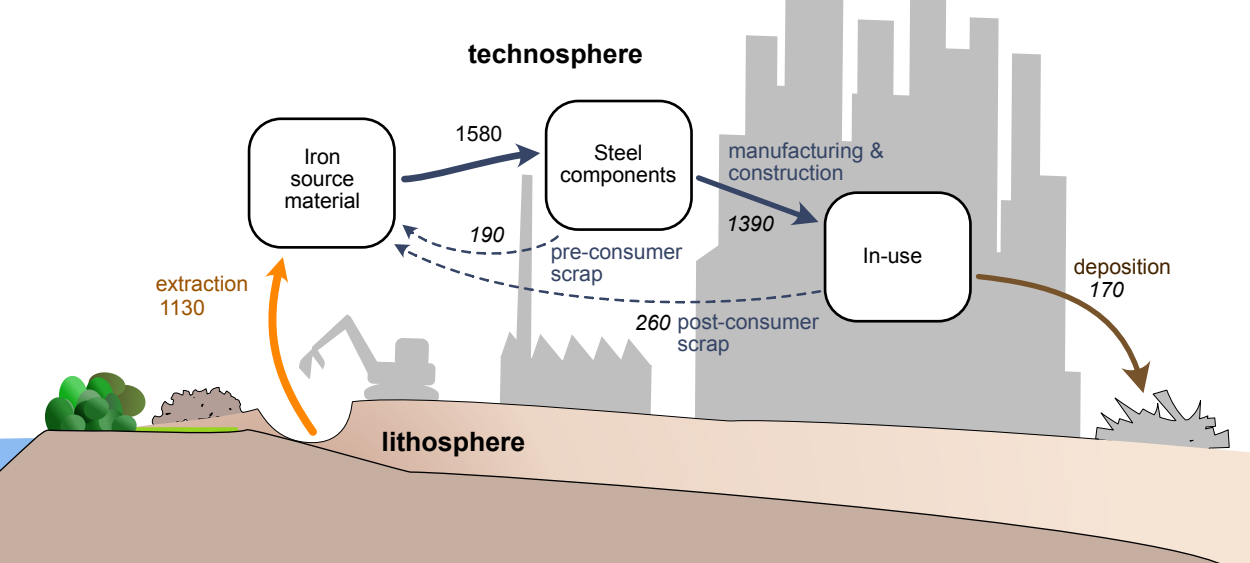 technosphere
1580
Iron
source
material
Steel
components
manufacturing &
construction
1390
190
pre-consumer
scrap
In-use
extraction
1130
deposition
170
260 post-consumer
scrap
lithosphere